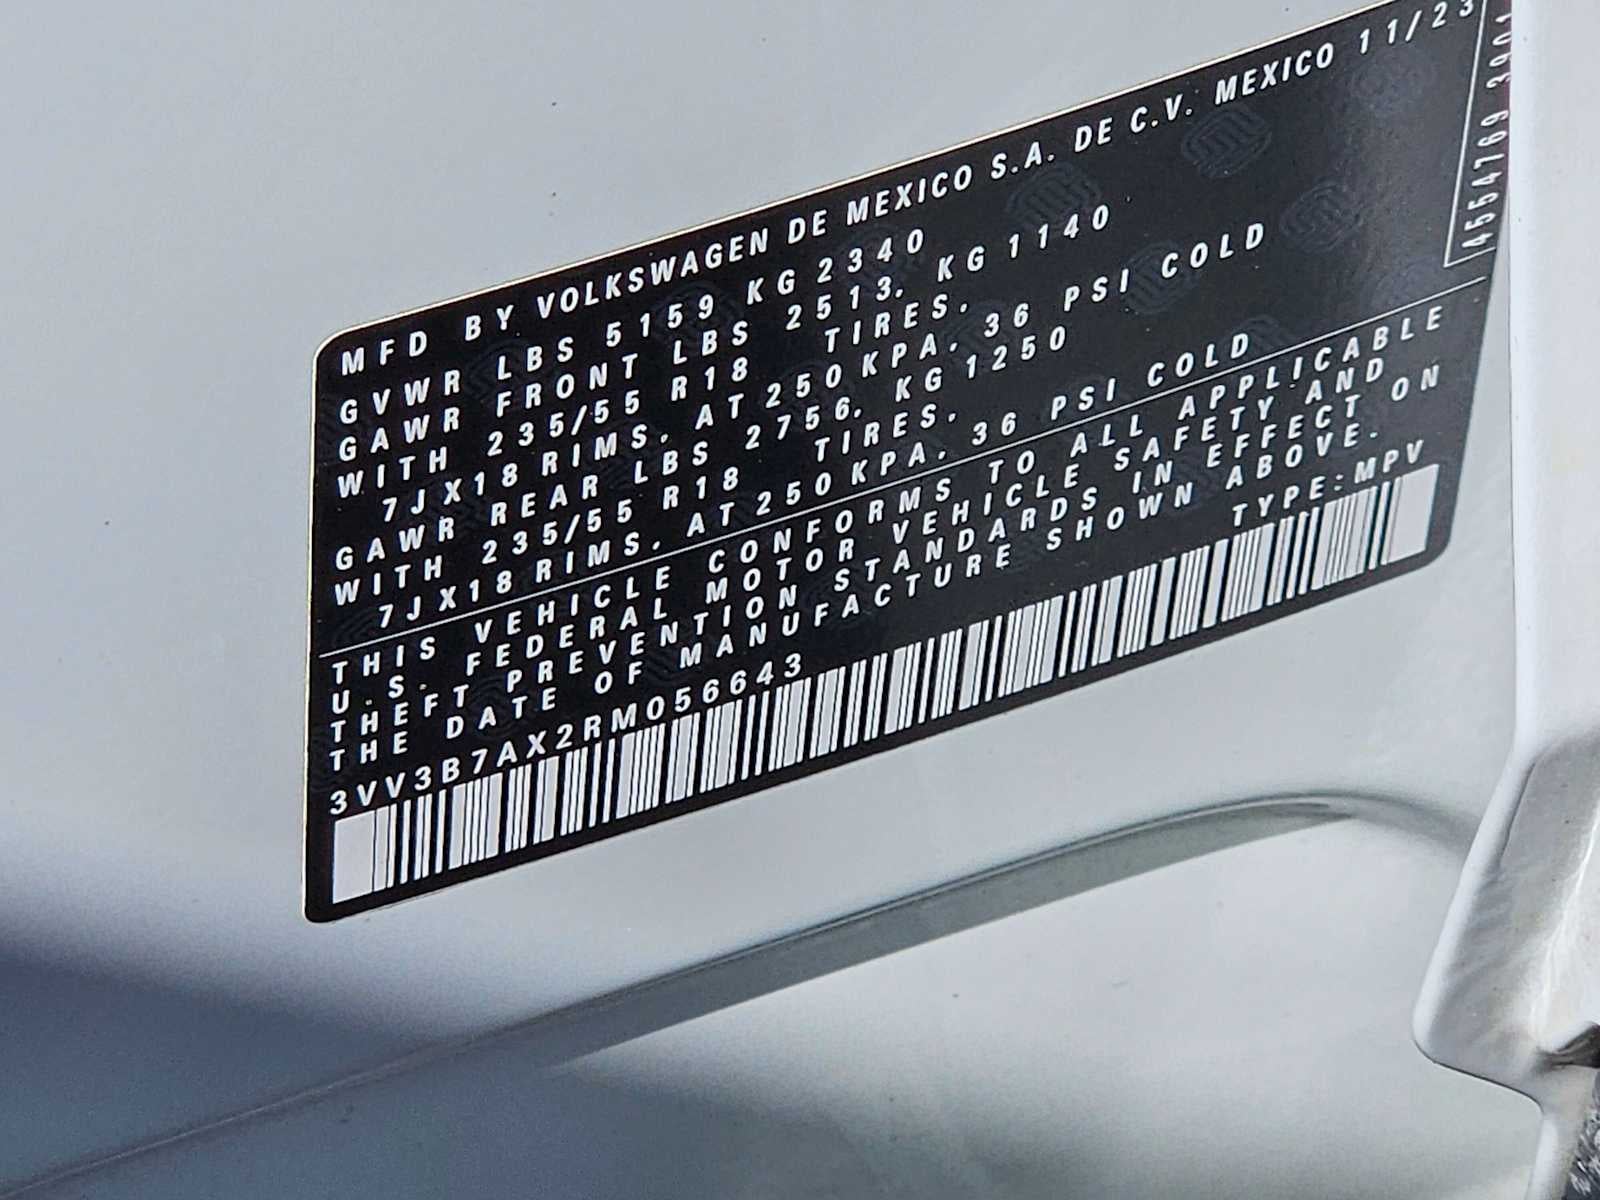 MFD BY VOLKSWAGEN DE MEXICO S.A. DE C.V. MEXICO 11/23
GVWR LBS 5159 KG 2340
GAWR FRONT LBS 2513. KG 1140
WITH 235/55 R18 TIRES.
7JX18 RIMS. AT 250 KPA. 36 PSI COLD
GAWR REAR LBS 2756. KG 1250
WITH 235/55 R18 TIRES.
7JX18 RIMS. AT 250 KPA. 36 PSI COLD
THIS VEHICLE CONFORMS TO ALL APPLICABLE
U.S. FEDERAL MOTOR VEHICLE SAFETY AND
THEFT PREVENTION STANDARDS IN EFFECT ON
THE DATE OF MANUFACTURE SHOWN ABOVE.
3VV3B7AX2RM056643 TYPE:MPV
4554769 3901